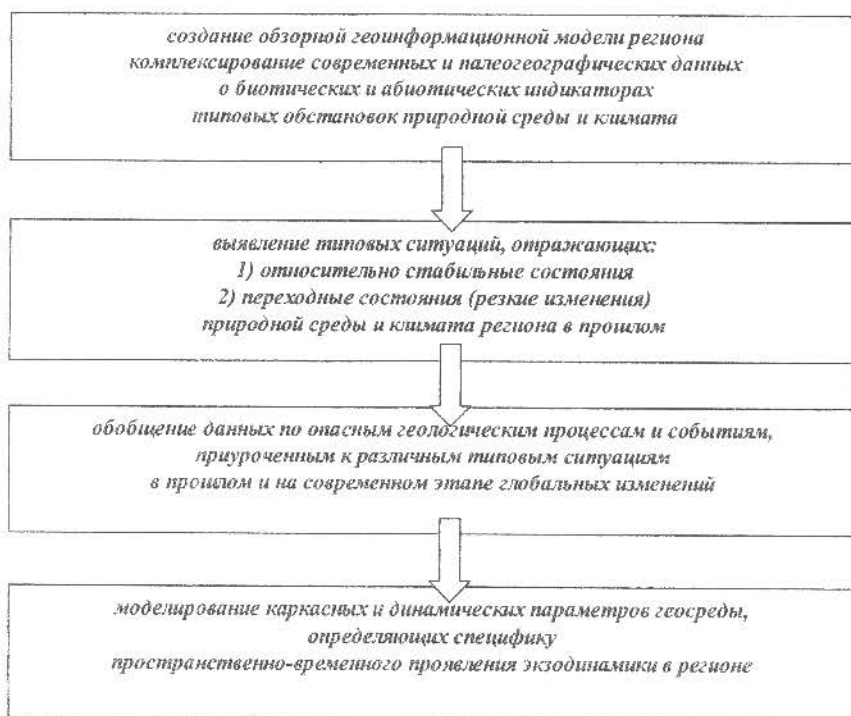 создание обзорной геоинформационной модели региона
комплексирование современных и палеогеографических данных
о биотических и абиотических индикаторах
типовых обстановок природной среды и климата
выявление типовых ситуаций, отражающих:
1) относительно стабильные состояния
2) переходные состояния (резкие изменения)
природной среды и климата региона в прошлом
обобщение данных по опасным геологическим процессам и событиям,
приуроченным к различным типовым ситуациям
в прошлом и на современном этапе глобальных изменений
моделирование каркасных и динамических параметров геосреды,
определяющих специфику
пространственно-временного проявления экзодинамики в регионе